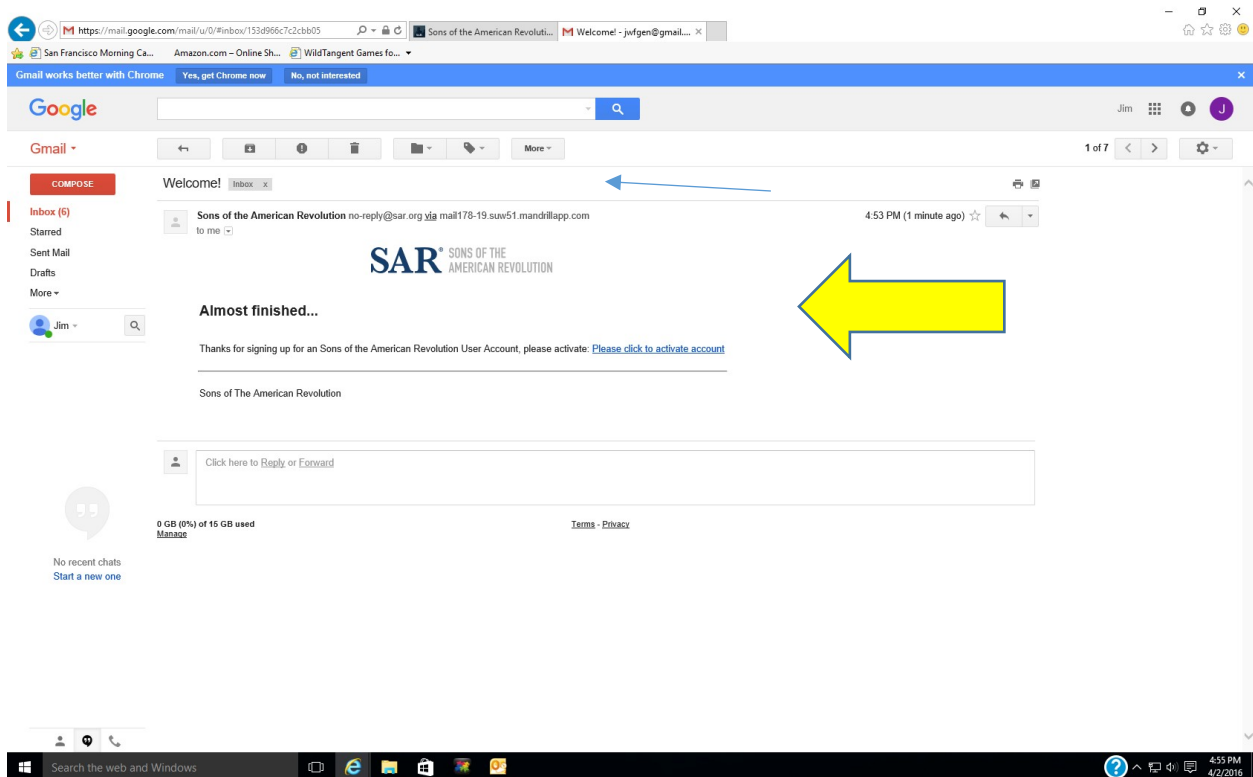 https://mail.google.com/mail/u/0/#inbox/153d966c7c2cbb05
Sons of the American Revoluti...
Welcome! - jwfgen@gmail....
San Francisco Morning Ca...
Amazon.com – Online Sh...
WildTangent Games fo...
Gmail works better with Chrome
Yes, get Chrome now
No, not interested
Google
Jim
J
Gmail
More
1 of 7
COMPOSE
Welcome!
Inbox x
Inbox (6)
Starred
Sent Mail
Drafts
More
Jim
Sons of the American Revolution no-reply@sar.org via mail178-19.suw51.mandrillapp.com
4:53 PM (1 minute ago)
to me
SAR® SONS OF THE
AMERICAN REVOLUTION
Almost finished...
Thanks for signing up for an Sons of the American Revolution User Account, please activate: Please click to activate account
Sons of The American Revolution
Click here to Reply or Forward
0 GB (0%) of 15 GB used
Manage
Terms - Privacy
No recent chats
Start a new one
Search the web and Windows
4:55 PM
4/2/2016